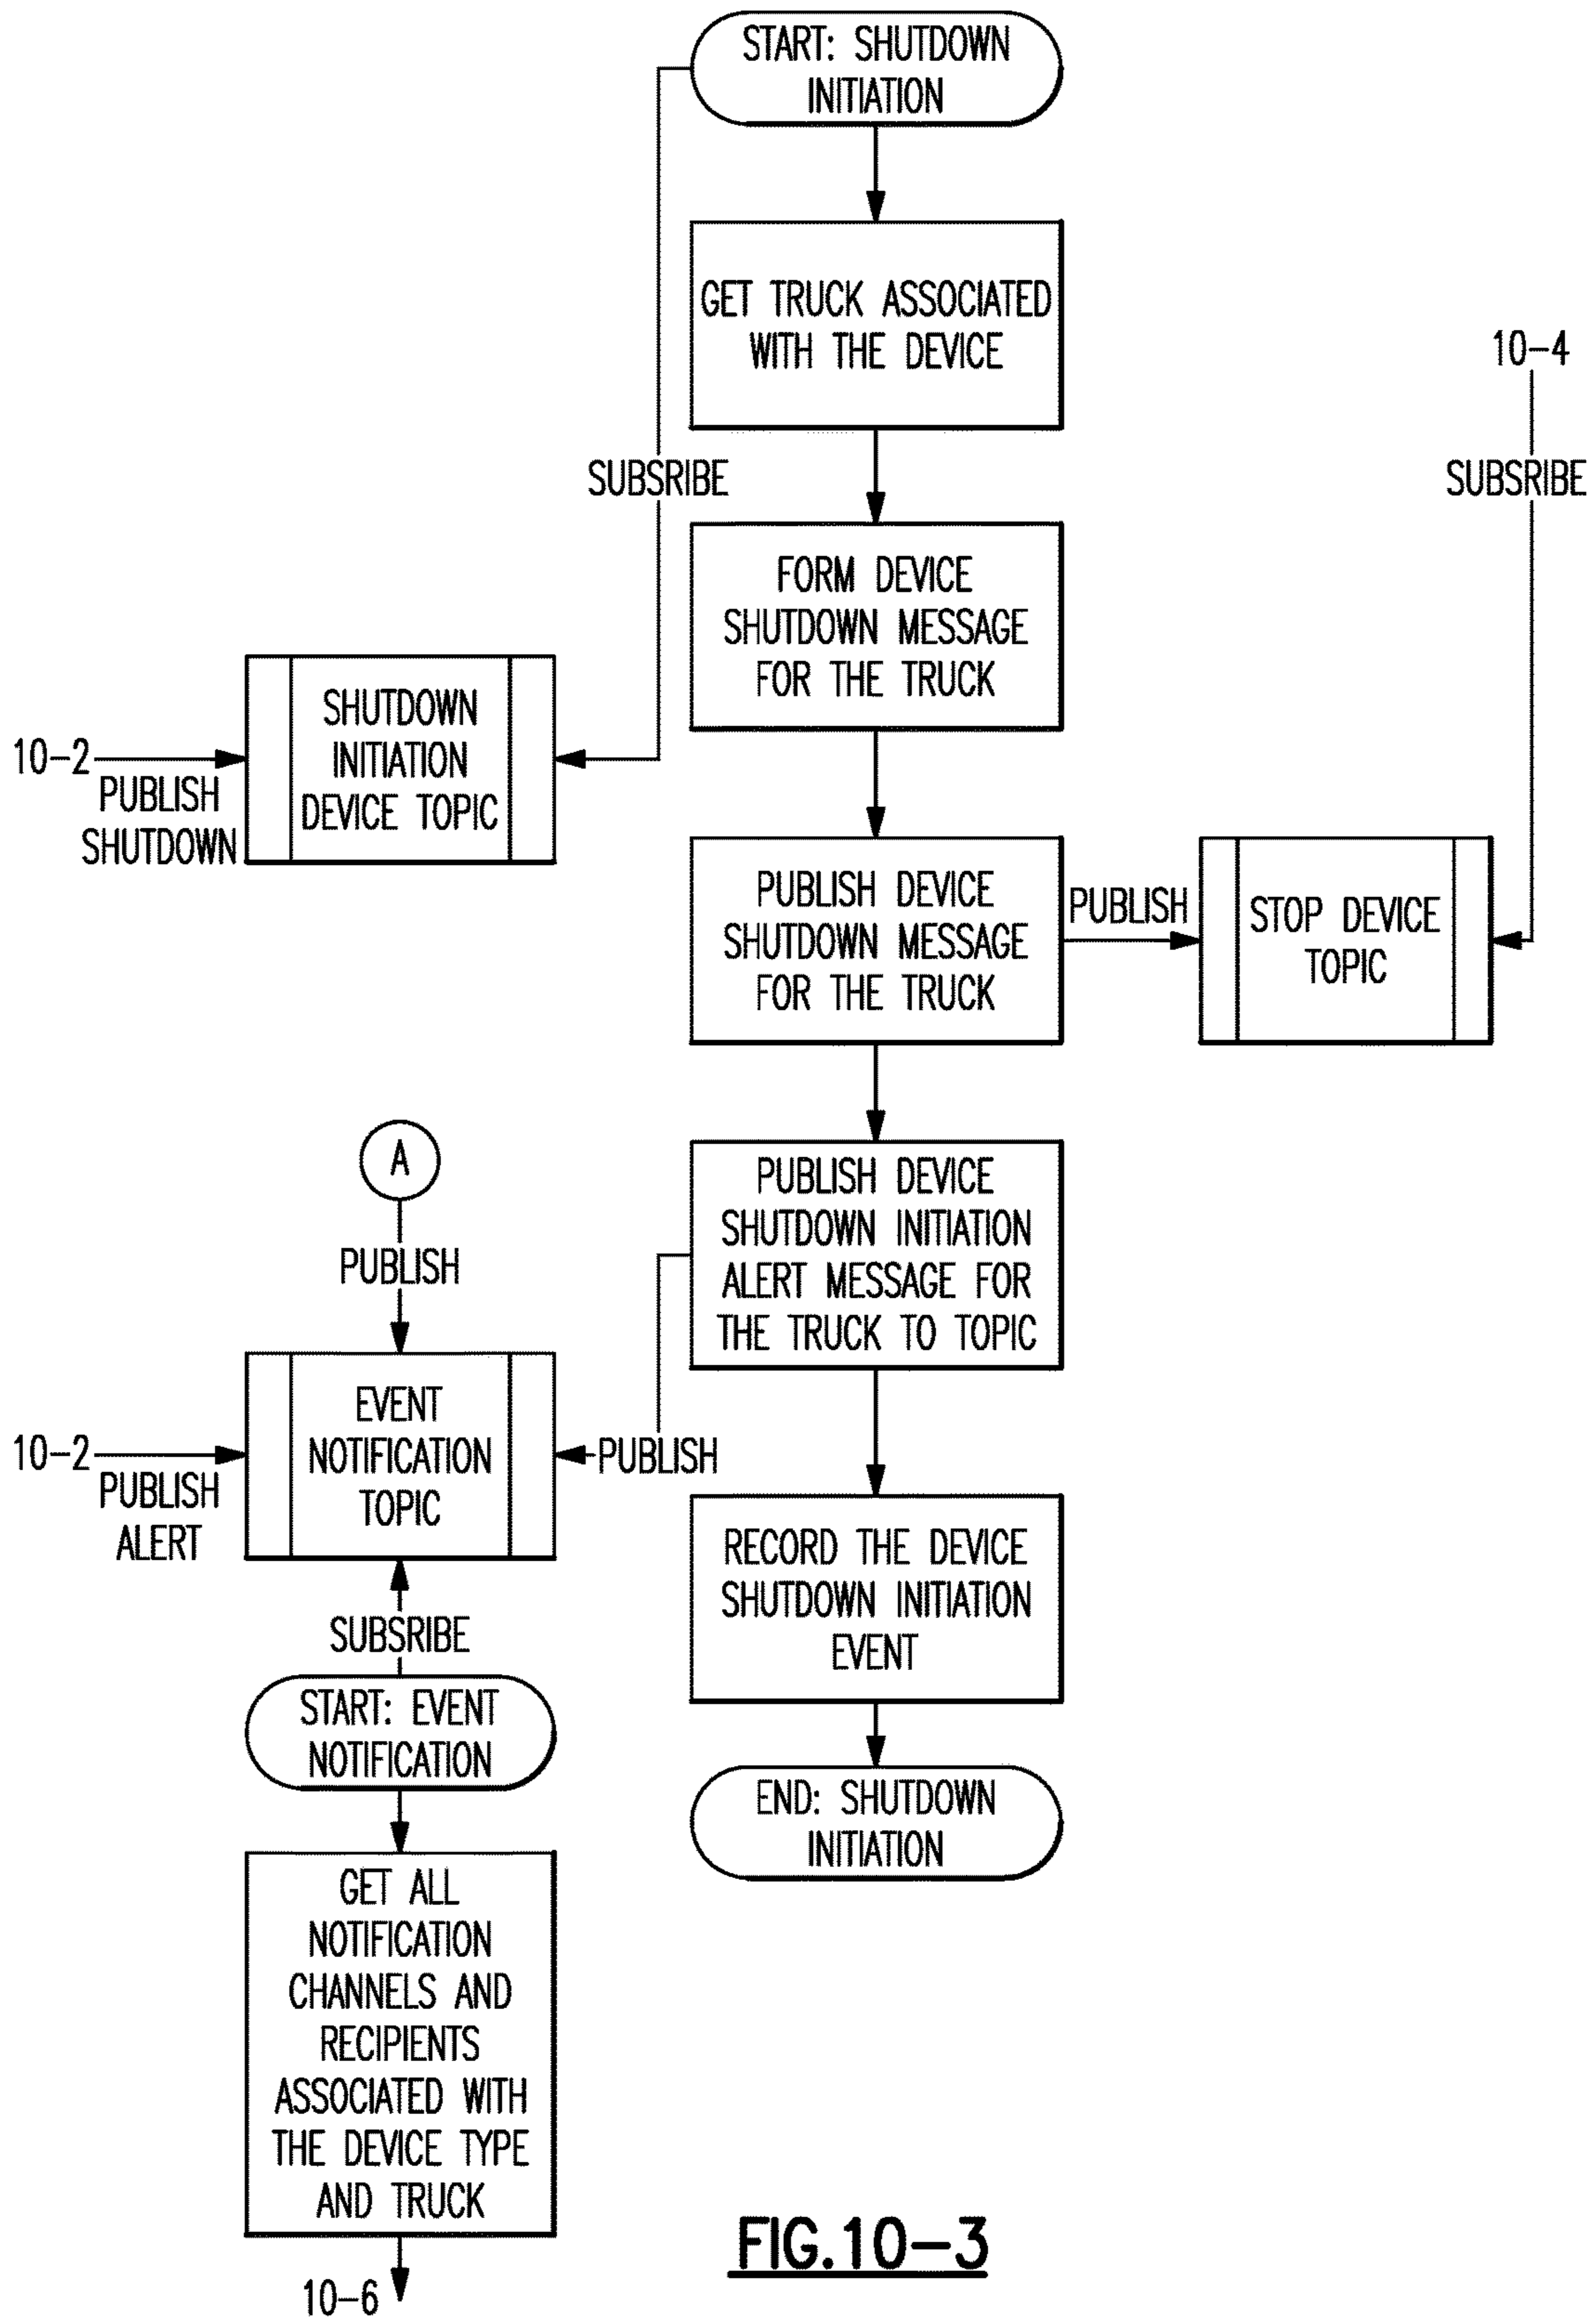 START: SHUTDOWN
INITIATION
GET TRUCK ASSOCIATED
WITH THE DEVICE
10-4
SUBSRIBE
SUBSRIBE
FORM DEVICE
SHUTDOWN MESSAGE
FOR THE TRUCK
SHUTDOWN
INITIATION
DEVICE TOPIC
10-2
PUBLISH
SHUTDOWN
PUBLISH DEVICE
SHUTDOWN MESSAGE
FOR THE TRUCK
PUBLISH
STOP DEVICE
TOPIC
A
PUBLISH
PUBLISH DEVICE
SHUTDOWN INITIATION
ALERT MESSAGE FOR
THE TRUCK TO TOPIC
EVENT
NOTIFICATION
TOPIC
10-2
PUBLISH
ALERT
PUBLISH
RECORD THE DEVICE
SHUTDOWN INITIATION
EVENT
SUBSRIBE
START: EVENT
NOTIFICATION
END: SHUTDOWN
INITIATION
GET ALL
NOTIFICATION
CHANNELS AND
RECIPIENTS
ASSOCIATED WITH
THE DEVICE TYPE
AND TRUCK
10-6
FIG.10-3